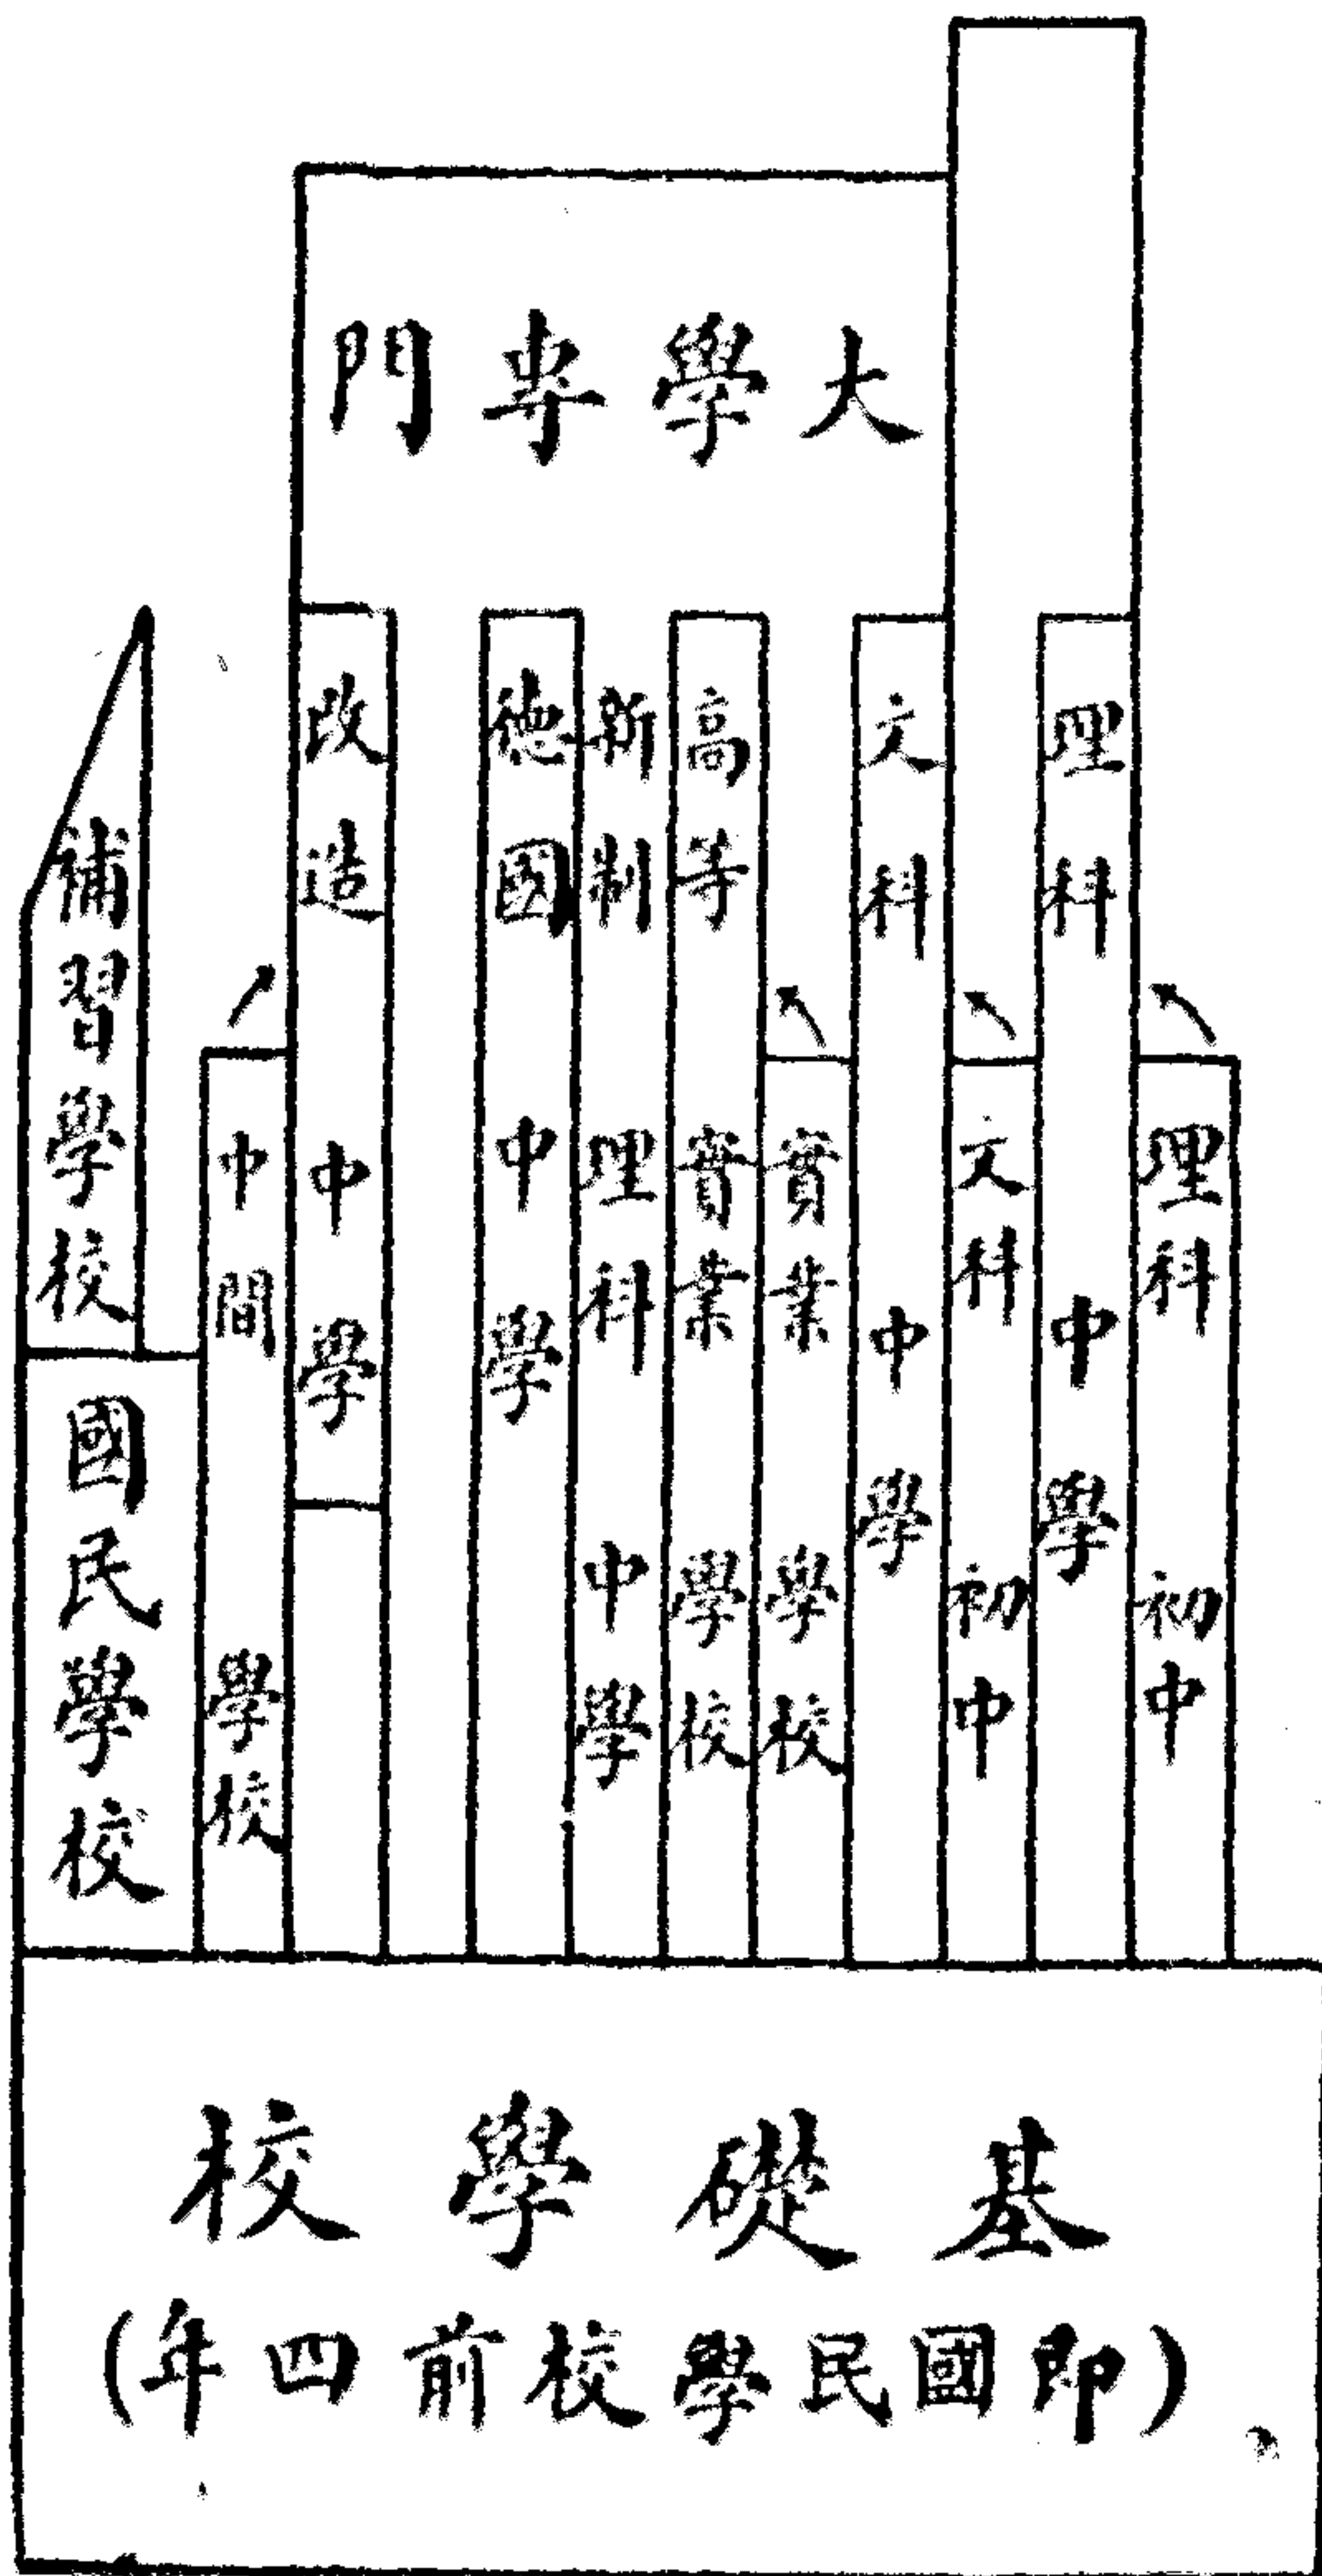 大學專門
理科中學
理科初中
文科中學
文科初中
實業學校
高等實業學校
新制理科中學
德國中學
改造中學
中間學校
補習學校
國民學校
基礎學校
(即國民學校前四年)